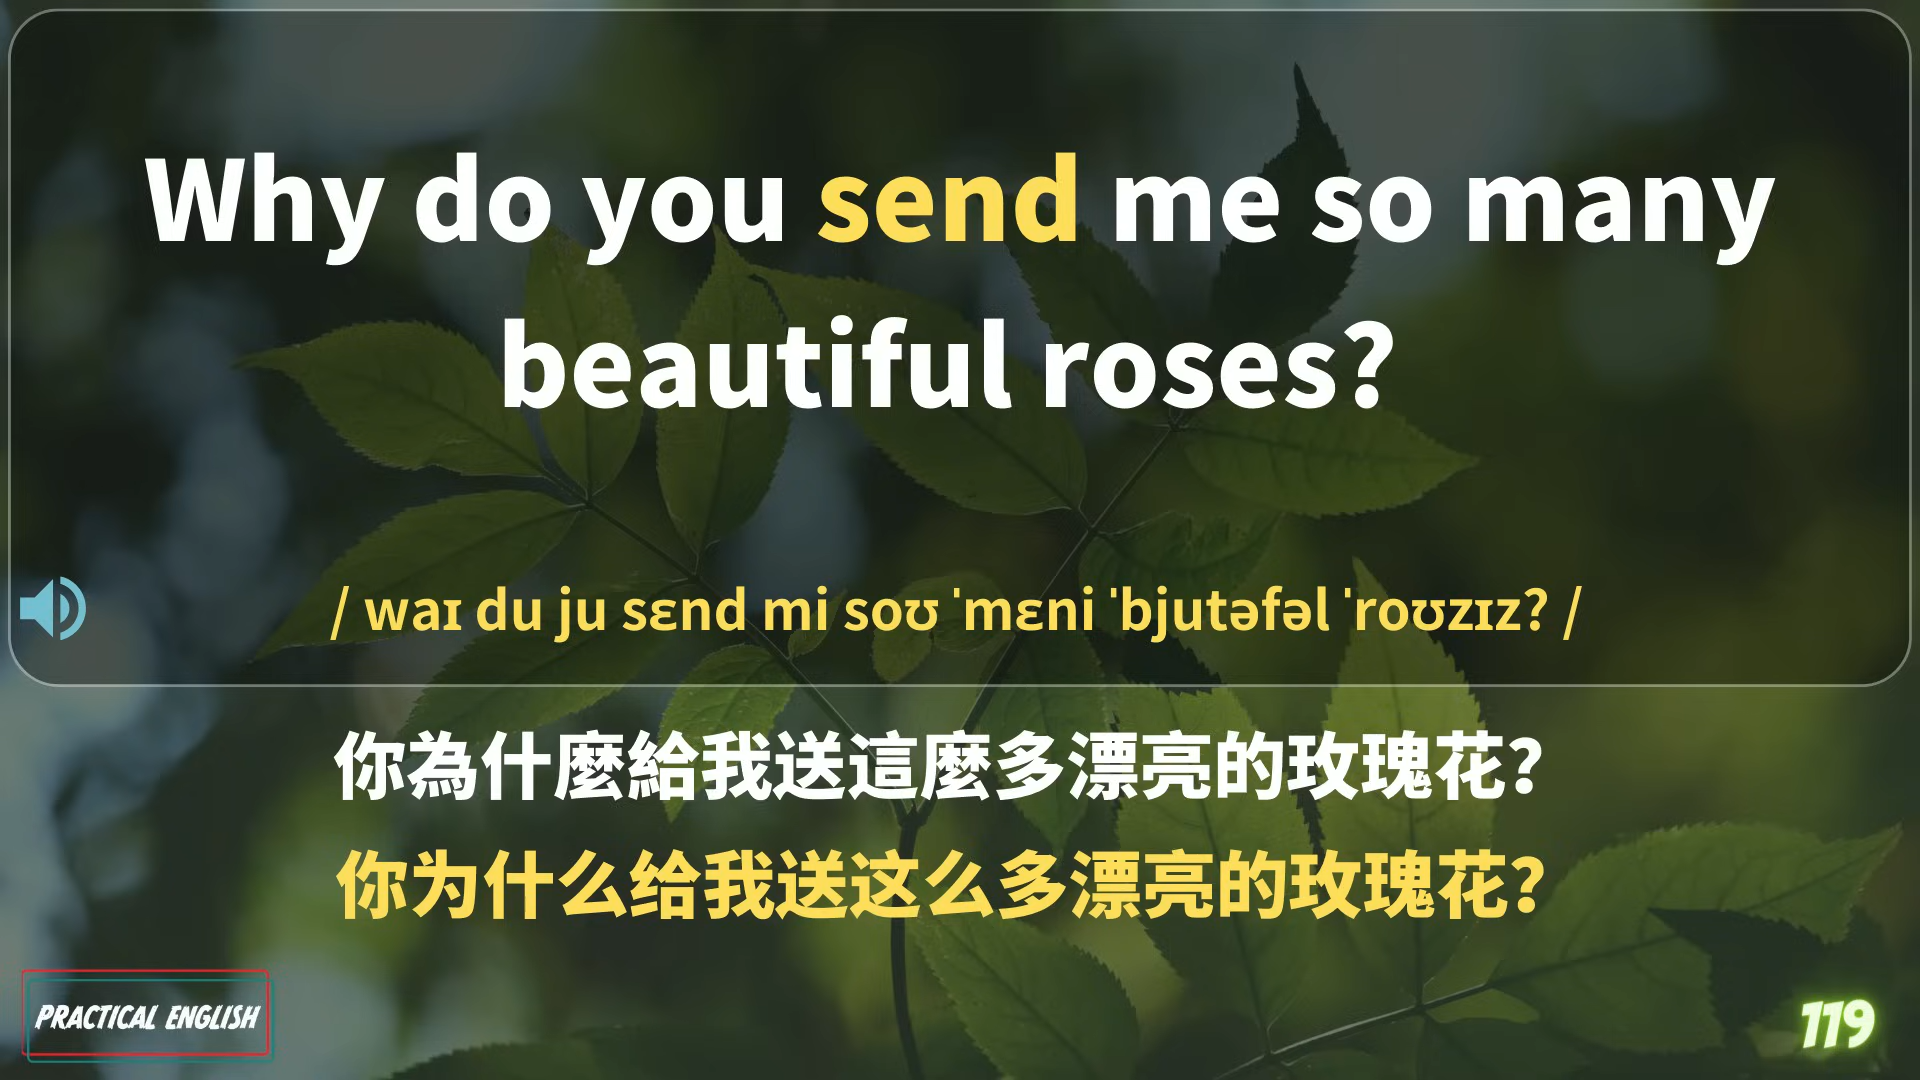 Why do you send me so many
beautiful roses?
/ waɪ du ju sɛnd mi soʊ ˈmɛni ˈbjutəfəl ˈroʊzɪz? /
你為什麼給我送這麼多漂亮的玫瑰花?
你为什么给我送这么多漂亮的玫瑰花?
PRACTICAL ENGLISH
119